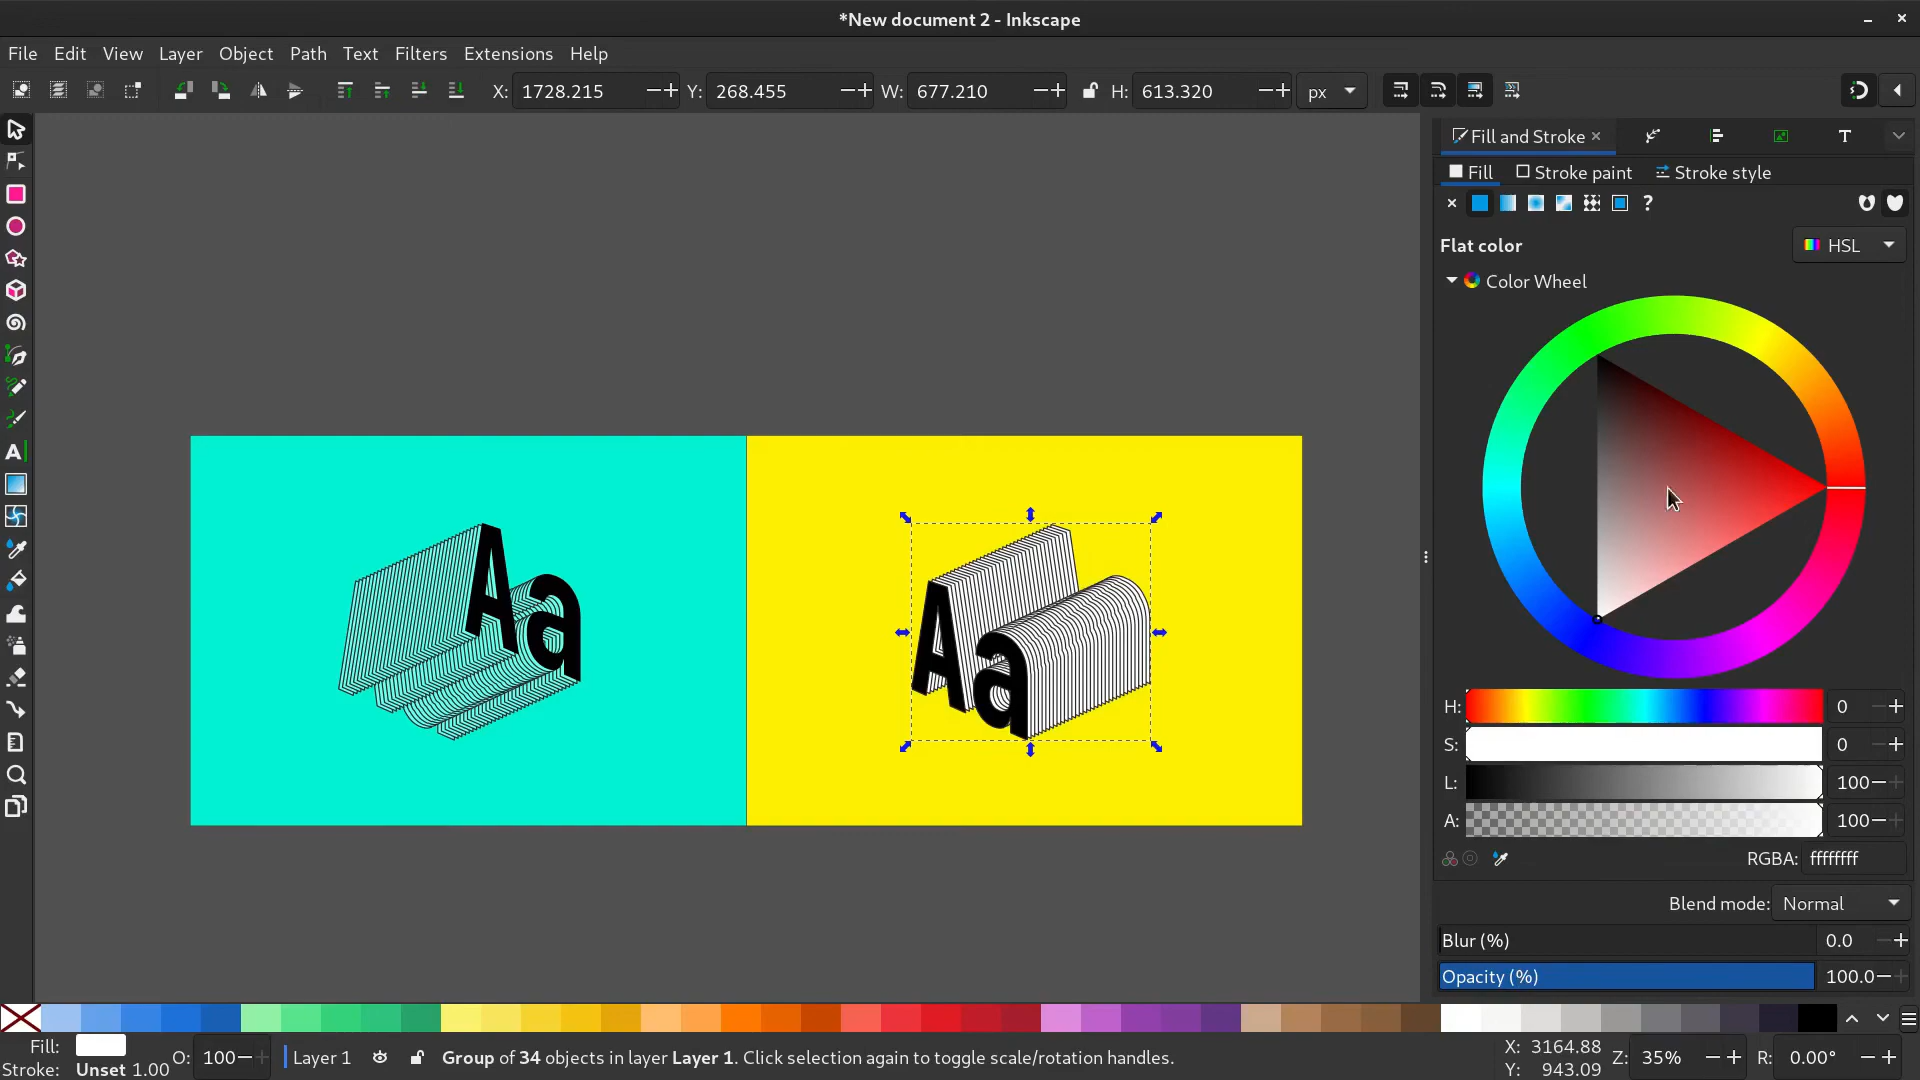 *New document 2 - Inkscape
File Edit View Layer Object Path Text Filters Extensions Help
X: 1728.215 Y: 268.455 W: 677.210 H: 613.320 px
Fill and Stroke
Fill Stroke paint Stroke style
Flat color HSL
Color Wheel
Aa
Aa
H: 0
S: 0
L: 100
A: 100
RGBA: ffffffff
Blend mode: Normal
Blur (%) 0.0
Opacity (%) 100.0
Fill: O: 100 Layer 1 Group of 34 objects in layer Layer 1. Click selection again to toggle scale/rotation handles. X: 3164.88 Z: 35% R: 0.00°
Stroke: Unset 1.00 Y: 943.09